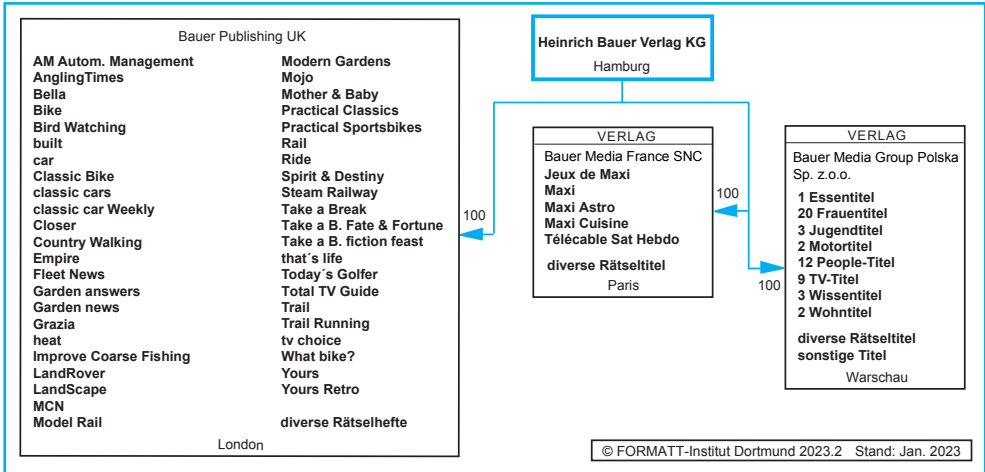 Bauer Publishing UK
AM Autom. Management
AnglingTimes
Bella
Bike
Bird Watching
built
car
Classic Bike
classic cars
classic car Weekly
Closer
Country Walking
Empire
Fleet News
Garden answers
Garden news
Grazia
heat
Improve Coarse Fishing
LandRover
LandScape
MCN
Model Rail
Modern Gardens
Mojo
Mother & Baby
Practical Classics
Practical Sportsbikes
Rail
Ride
Spirit & Destiny
Steam Railway
Take a Break
Take a B. Fate & Fortune
Take a B. fiction feast
that´s life
Today´s Golfer
Total TV Guide
Trail
Trail Running
tv choice
What bike?
Yours
Yours Retro
diverse Rätselhefte
London
100
Heinrich Bauer Verlag KG
Hamburg
VERLAG
Bauer Media France SNC
Jeux de Maxi
Maxi
Maxi Astro
Maxi Cuisine
Télécable Sat Hebdo
diverse Rätseltitel
Paris
100
VERLAG
Bauer Media Group Polska
Sp. z.o.o.
1 Essentitel
20 Frauentitel
3 Jugendtitel
2 Motortitel
12 People-Titel
9 TV-Titel
3 Wissentitel
2 Wohntitel
diverse Rätseltitel
sonstige Titel
Warschau
100
© FORMATT-Institut Dortmund 2023.2 Stand: Jan. 2023